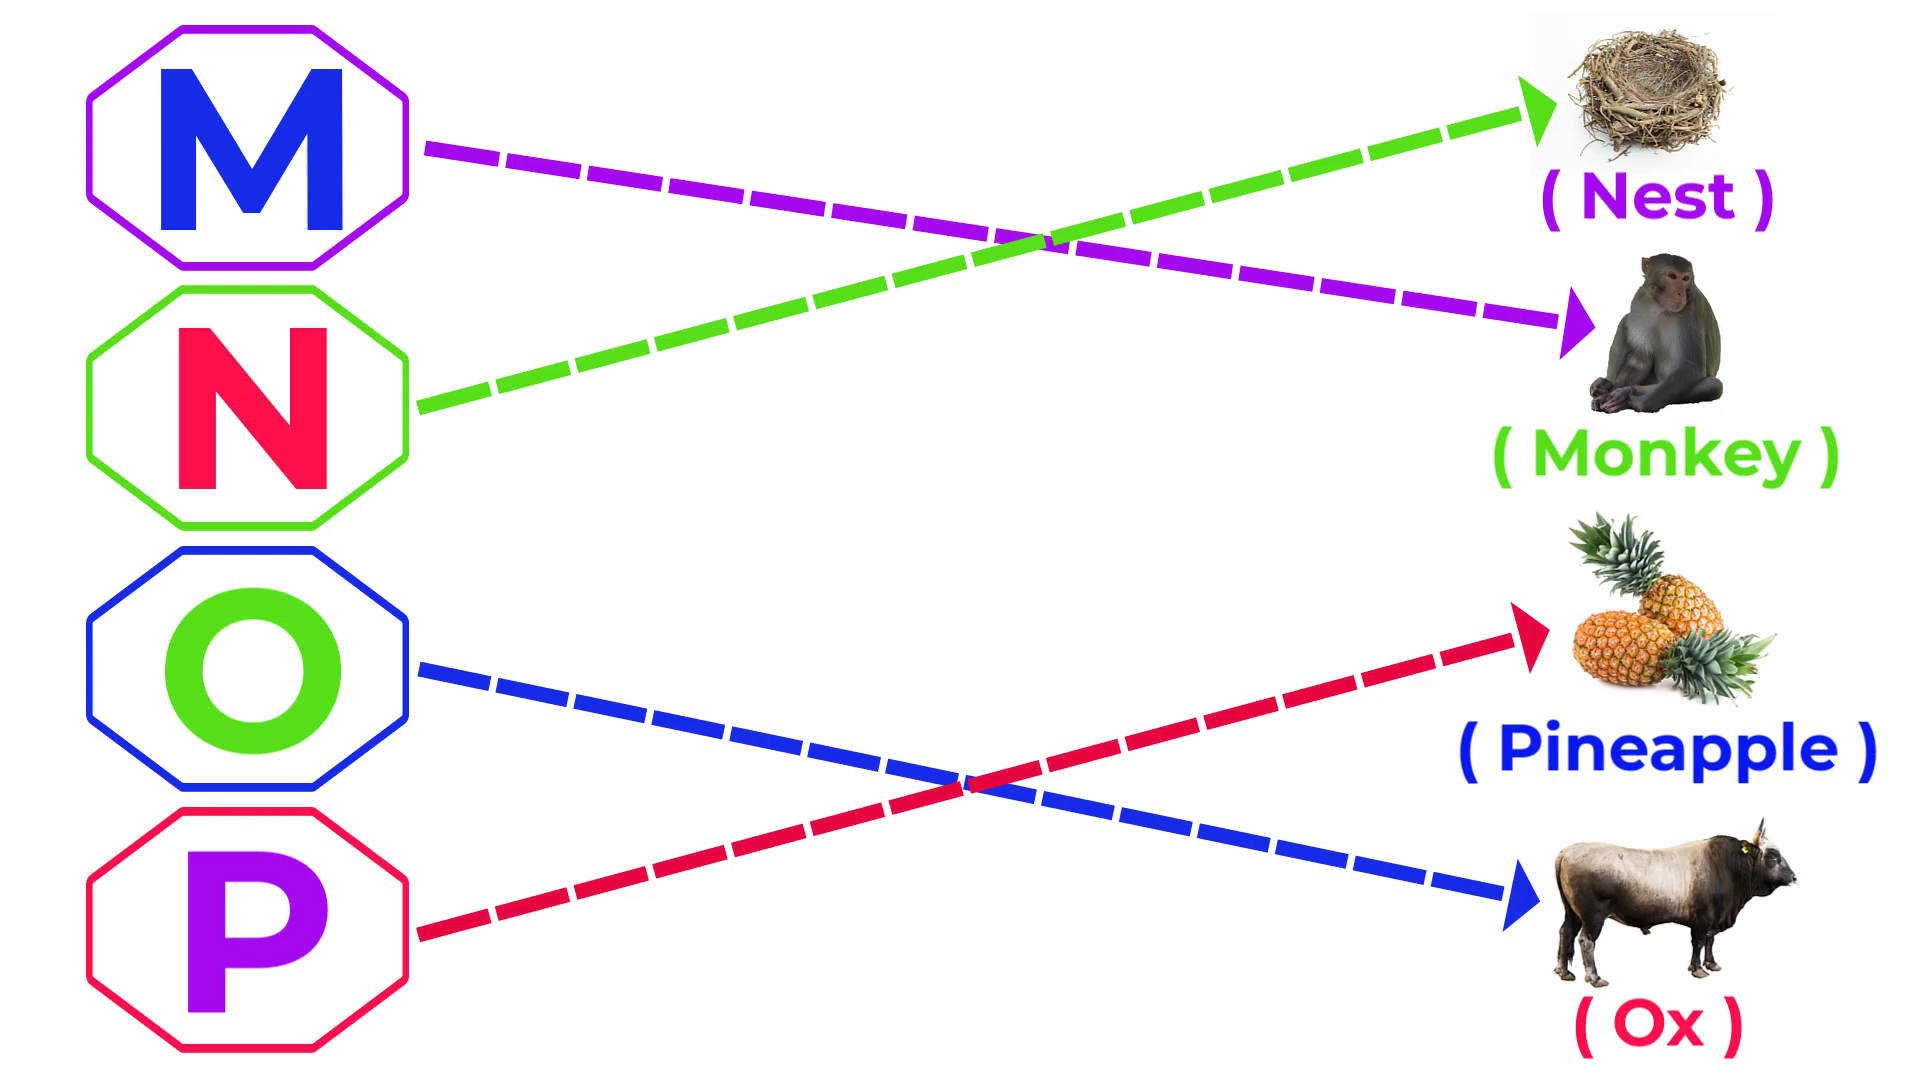 M
( Nest )
N
( Monkey )
O
( Pineapple )
P
( Ox )